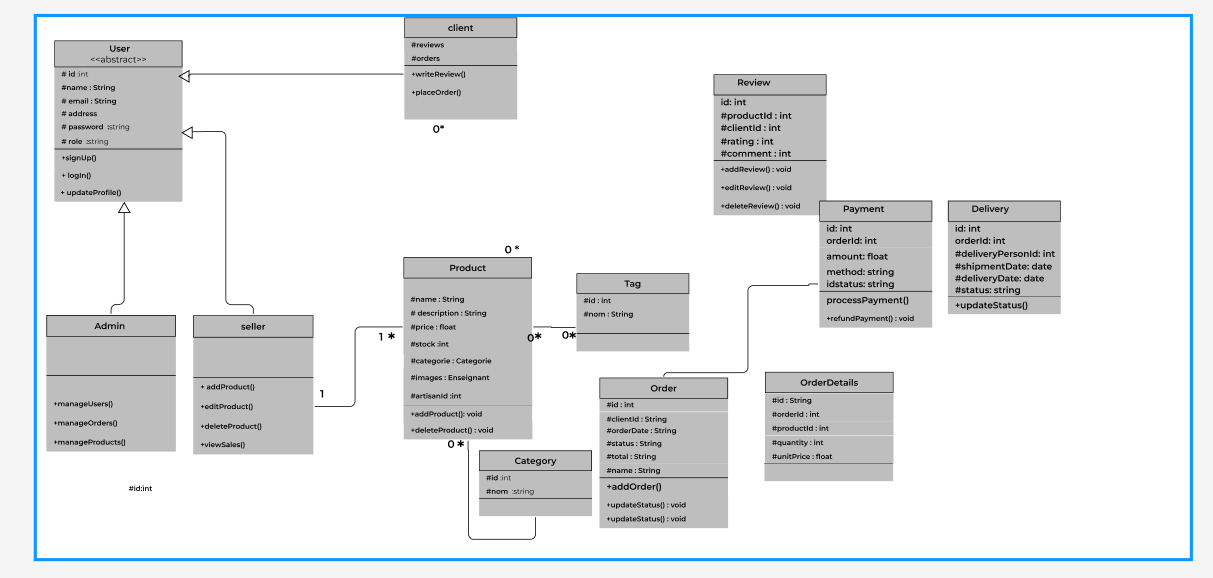 User
<<abstract>>
# id :int
#name : String
# email : String
# address
# password :string
# role :string
+signUp()
+ logIn()
+ updateProfile()
client
#reviews
#orders
+writeReview()
+placeOrder()
0*
Review
id: int
#productId : int
#clientId : int
#rating : int
#comment : int
+addReview() : void
+editReview() : void
+deleteReview() : void
Payment
id: int
orderId: int
amount: float
method: string
idstatus: string
processPayment()
+refundPayment() : void
Delivery
id: int
orderId: int
#deliveryPersonId: int
#shipmentDate: date
#deliveryDate: date
#status: string
+updateStatus()
Admin
+manageUsers()
+manageOrders()
+manageProducts()
seller
+ addProduct()
+editProduct()
+deleteProduct()
+viewSales()
1
1 *
0 *
Product
#name : String
# description : String
#price : float
#stock :int
#categorie : Categorie
#images : Enseignant
#artisanId :int
+addProduct(): void
+deleteProduct() : void
0*
0*
0 *
Tag
#id : int
#nom : String
Category
#id :int
#nom :string
Order
#id : int
#clientId : String
#orderDate : String
#status : String
#total : String
#name : String
+addOrder()
+updateStatus() : void
+updateStatus() : void
OrderDetails
#id : String
#orderId : int
#productId : int
#quantity : int
#unitPrice : float
#id:int